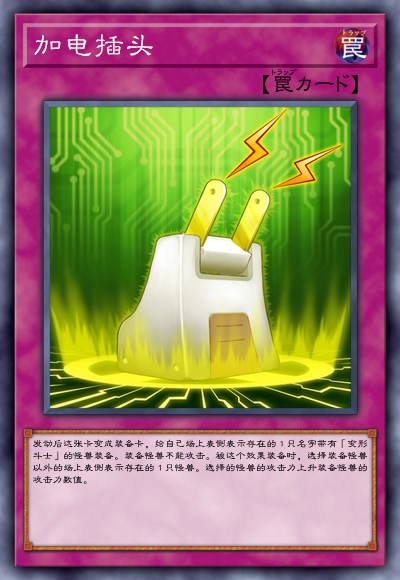 加电插头
トラップ
罠
トラップ
【罠カード】
发动后这张卡变成装备卡，给自己场上表侧表示存在的1只名字带有「变形
斗士」的怪兽装备。装备怪兽不能攻击。被这个效果装备时，选择装备怪兽
以外的场上表侧表示存在的1只怪兽。选择的怪兽的攻击力上升装备怪兽的
攻击力数值。